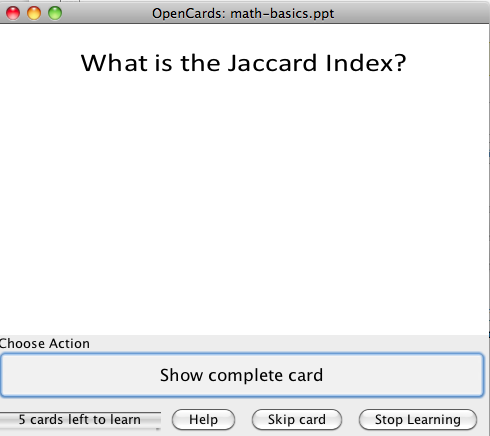 OpenCards: math-basics.ppt
What is the Jaccard Index?
Choose Action
Show complete card
5 cards left to learn
Help
Skip card
Stop Learning